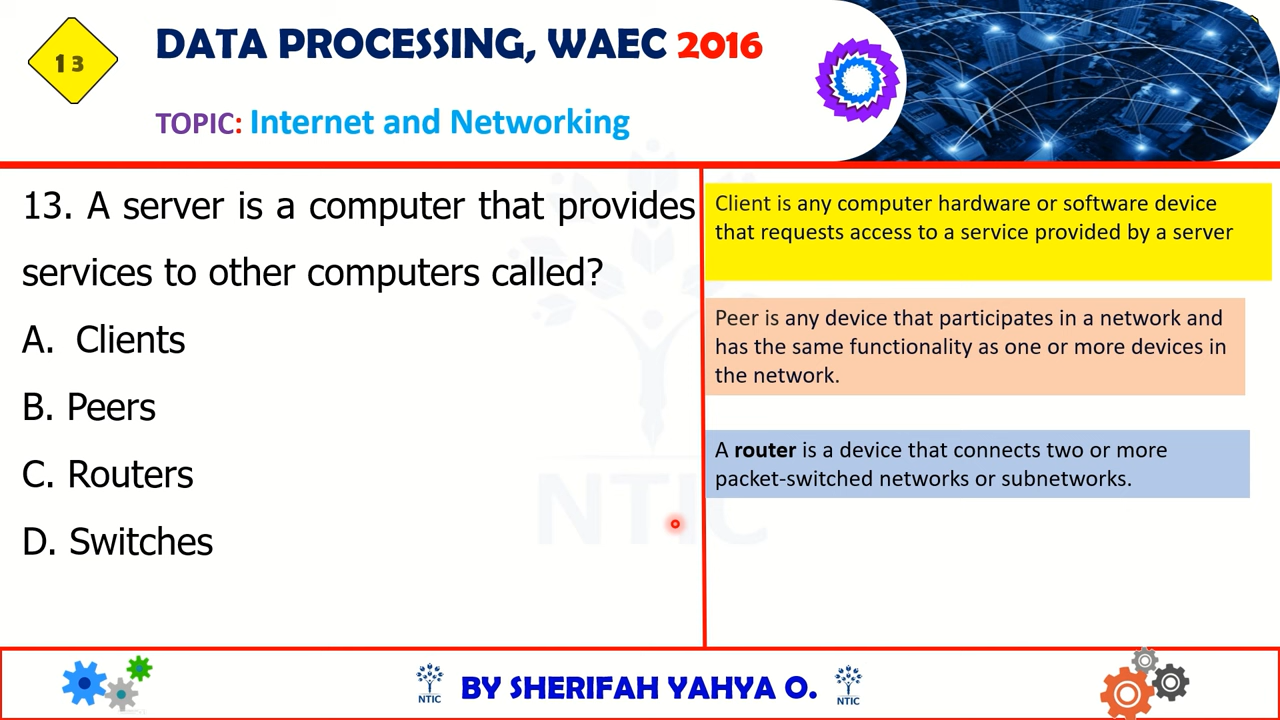 13
DATA PROCESSING, WAEC 2016
TOPIC: Internet and Networking
13. A server is a computer that provides
services to other computers called?
A. Clients
B. Peers
C. Routers
D. Switches
Client is any computer hardware or software device
that requests access to a service provided by a server
Peer is any device that participates in a network and
has the same functionality as one or more devices in
the network.
A router is a device that connects two or more
packet-switched networks or subnetworks.
NTIC
NTIC
BY SHERIFAH YAHYA O.
NTIC